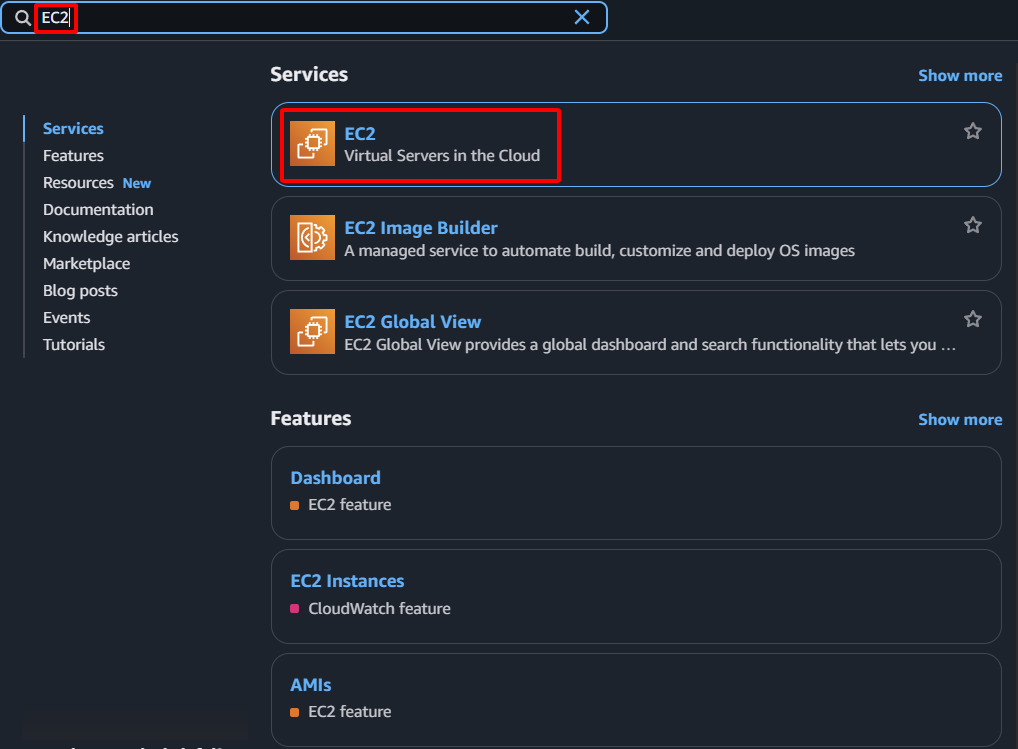 EC2
Services
Show more
Services
Features
Resources New
Documentation
Knowledge articles
Marketplace
Blog posts
Events
Tutorials
EC2
Virtual Servers in the Cloud
EC2 Image Builder
A managed service to automate build, customize and deploy OS images
EC2 Global View
EC2 Global View provides a global dashboard and search functionality that lets you …
Features
Show more
Dashboard
EC2 feature
EC2 Instances
CloudWatch feature
AMIs
EC2 feature